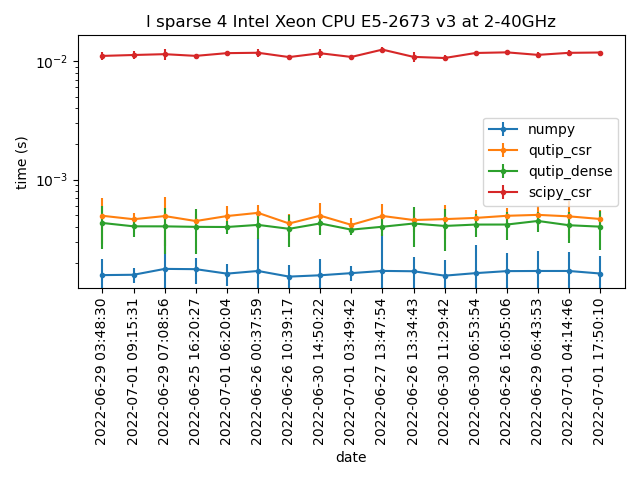 l sparse 4 Intel Xeon CPU E5-2673 v3 at 2-40GHz
time (s)
10⁻²
10⁻³
numpy
qutip_csr
qutip_dense
scipy_csr
2022-06-29 03:48:30
2022-07-01 09:15:31
2022-06-29 07:08:56
2022-06-25 16:20:27
2022-07-01 06:20:04
2022-06-26 00:37:59
2022-06-26 10:39:17
2022-06-30 14:50:22
2022-07-01 03:49:42
2022-06-27 13:47:54
2022-06-26 13:34:43
2022-06-30 11:29:42
2022-06-30 06:53:54
2022-06-26 16:05:06
2022-06-29 06:43:53
2022-07-01 04:14:46
2022-07-01 17:50:10
date